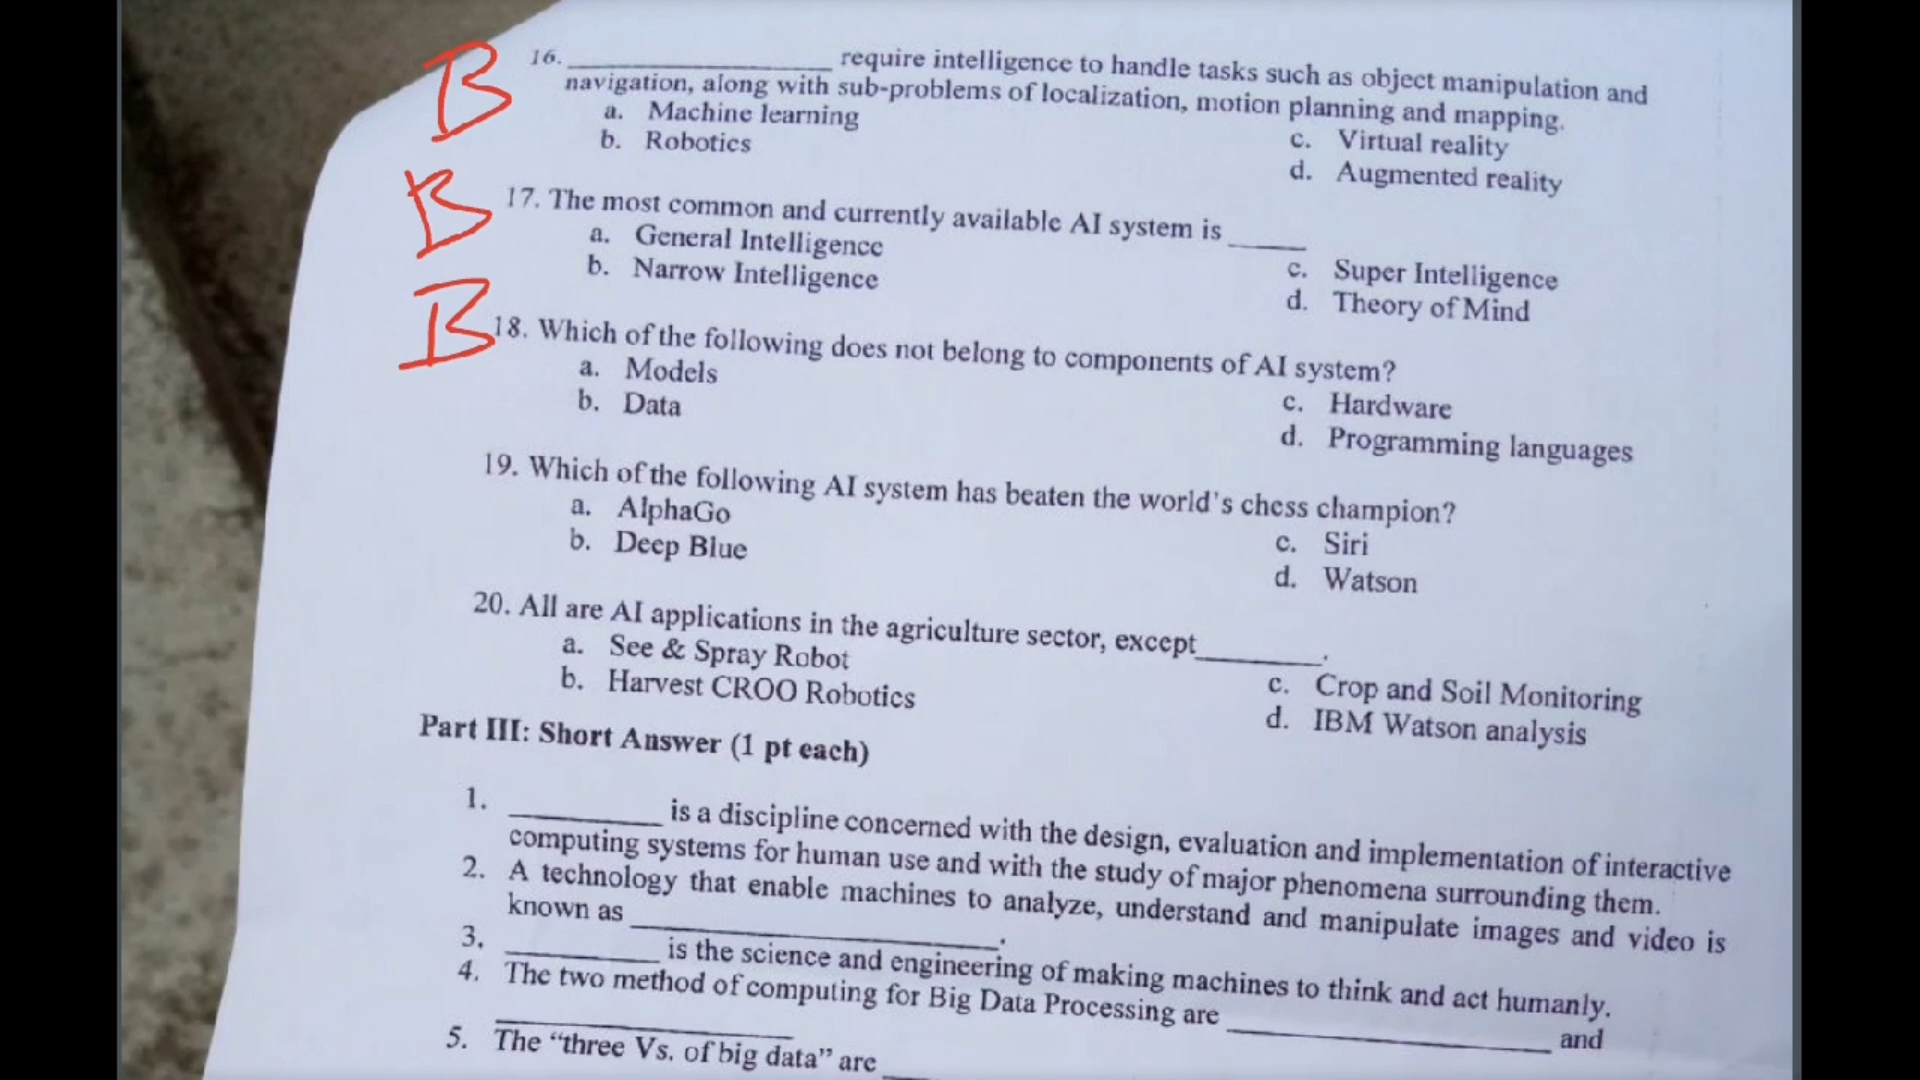 B
16. ______________ require intelligence to handle tasks such as object manipulation and
navigation, along with sub-problems of localization, motion planning and mapping.
a. Machine learning
b. Robotics
c. Virtual reality
d. Augmented reality
B
17. The most common and currently available AI system is ______
a. General Intelligence
b. Narrow Intelligence
c. Super Intelligence
d. Theory of Mind
B
18. Which of the following does not belong to components of AI system?
a. Models
b. Data
c. Hardware
d. Programming languages
19. Which of the following AI system has beaten the world's chess champion?
a. AlphaGo
b. Deep Blue
c. Siri
d. Watson
20. All are AI applications in the agriculture sector, except_________.
a. See & Spray Robot
b. Harvest CROO Robotics
c. Crop and Soil Monitoring
d. IBM Watson analysis
Part III: Short Answer (1 pt each)
1. __________ is a discipline concerned with the design, evaluation and implementation of interactive
computing systems for human use and with the study of major phenomena surrounding them.
2. A technology that enable machines to analyze, understand and manipulate images and video is
known as ______________________.
3. __________ is the science and engineering of making machines to think and act humanly.
4. The two method of computing for Big Data Processing are ____________________ and
____________________
5. The “three Vs. of big data” are ___